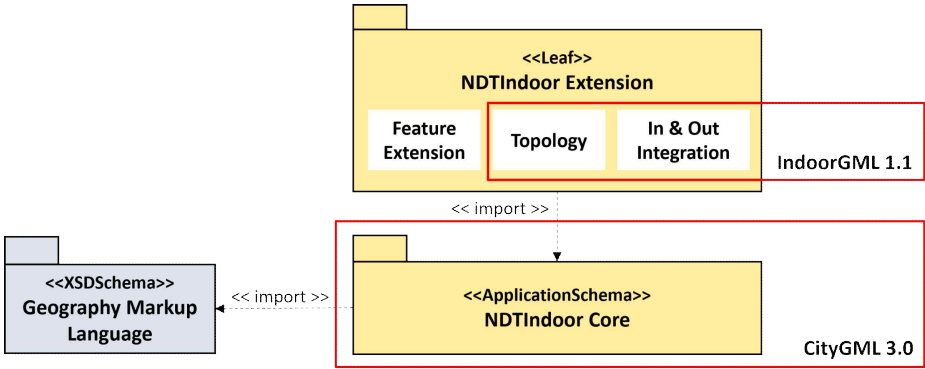 <<Leaf>>
NDTIndoor Extension
Feature
Extension
Topology
In & Out
Integration
IndoorGML 1.1
<< import >>
<<XSDSchema>>
Geography Markup
Language
<< import >>
<<ApplicationSchema>>
NDTIndoor Core
CityGML 3.0